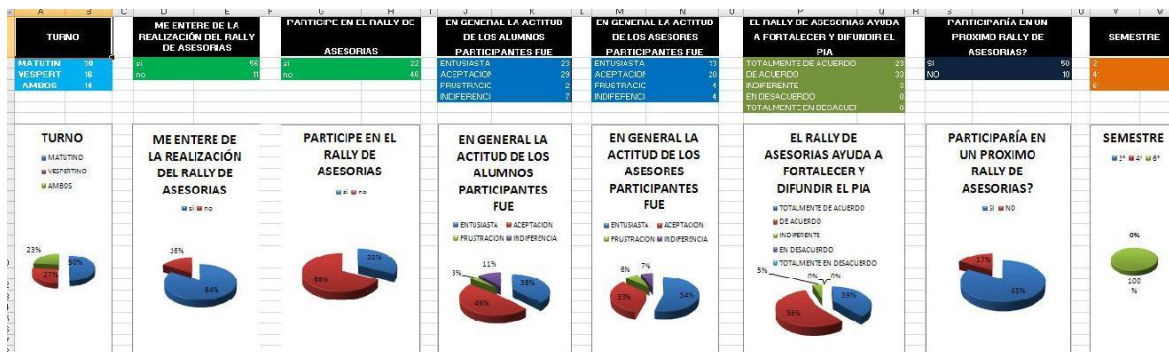 A B D E F G H I J K L M N O P Q R S T U V W
TURNO
MATUTIN 30
VESPERT 16
AMBOS 14
ME ENTERE DE LA
REALIZACIÓN DEL RALLY
DE ASESORIAS
si 56
no 11
PARTICIPE EN EL RALLY DE
ASESORIAS
si 22
no 46
EN GENERAL LA ACTITUD
DE LOS ALUMNOS
PARTICIPANTES FUE
ENTUSIASTA 23
ACEPTACION 29
FRUSTRACIC 2
INDIFERENCI 7
EN GENERAL LA ACTITUD
DE LOS ASESORES
PARTICIPANTES FUE
ENTUSIASTA 33
ACEPTACION 20
FRUSTRACIC 4
INDIFERENCI 4
EL RALLY DE ASESORIAS AYUDA
A FORTALECER Y DIFUNDIR EL
PIA
TOTALMENTE DE ACUERDO 23
DE ACUERDO 33
INDIFERENTE 3
EN DESACUERDO 0
TOTALMENTE EN DESACUER 0
PARTICIPARÍA EN UN
PROXIMO RALLY DE
ASESORIAS?
SI 50
NO 10
SEMESTRE
2
4
6
TURNO
MATUTINO
VESPERTINO
AMBOS
23%
50%
27%
ME ENTERE DE
LA REALIZACIÓN
DEL RALLY DE
ASESORIAS
si no
16%
84%
PARTICIPE EN EL
RALLY DE
ASESORIAS
si no
32%
68%
EN GENERAL LA
ACTITUD DE LOS
ALUMNOS
PARTICIPANTES
FUE
ENTUSIASTA ACEPTACION
FRUSTRACION INDIFERENCIA
3%
11%
38%
48%
EN GENERAL LA
ACTITUD DE LOS
ASESORES
PARTICIPANTES
FUE
ENTUSIASTA ACEPTACION
FRUSTRACION INDIFERENCIA
6%
7%
33%
54%
EL RALLY DE
ASESORIAS AYUDA A
FORTALECER Y
DIFUNDIR EL PIA
TOTALMENTE DE ACUERDO
DE ACUERDO
INDIFERENTE
EN DESACUERDO
TOTALMENTE EN DESACUERDO
5%
0%
0%
39%
56%
PARTICIPARÍA EN
UN PROXIMO
RALLY DE
ASESORIAS?
SI NO
17%
83%
SEMESTRE
2ª 4ª 6ª
0%
100
%